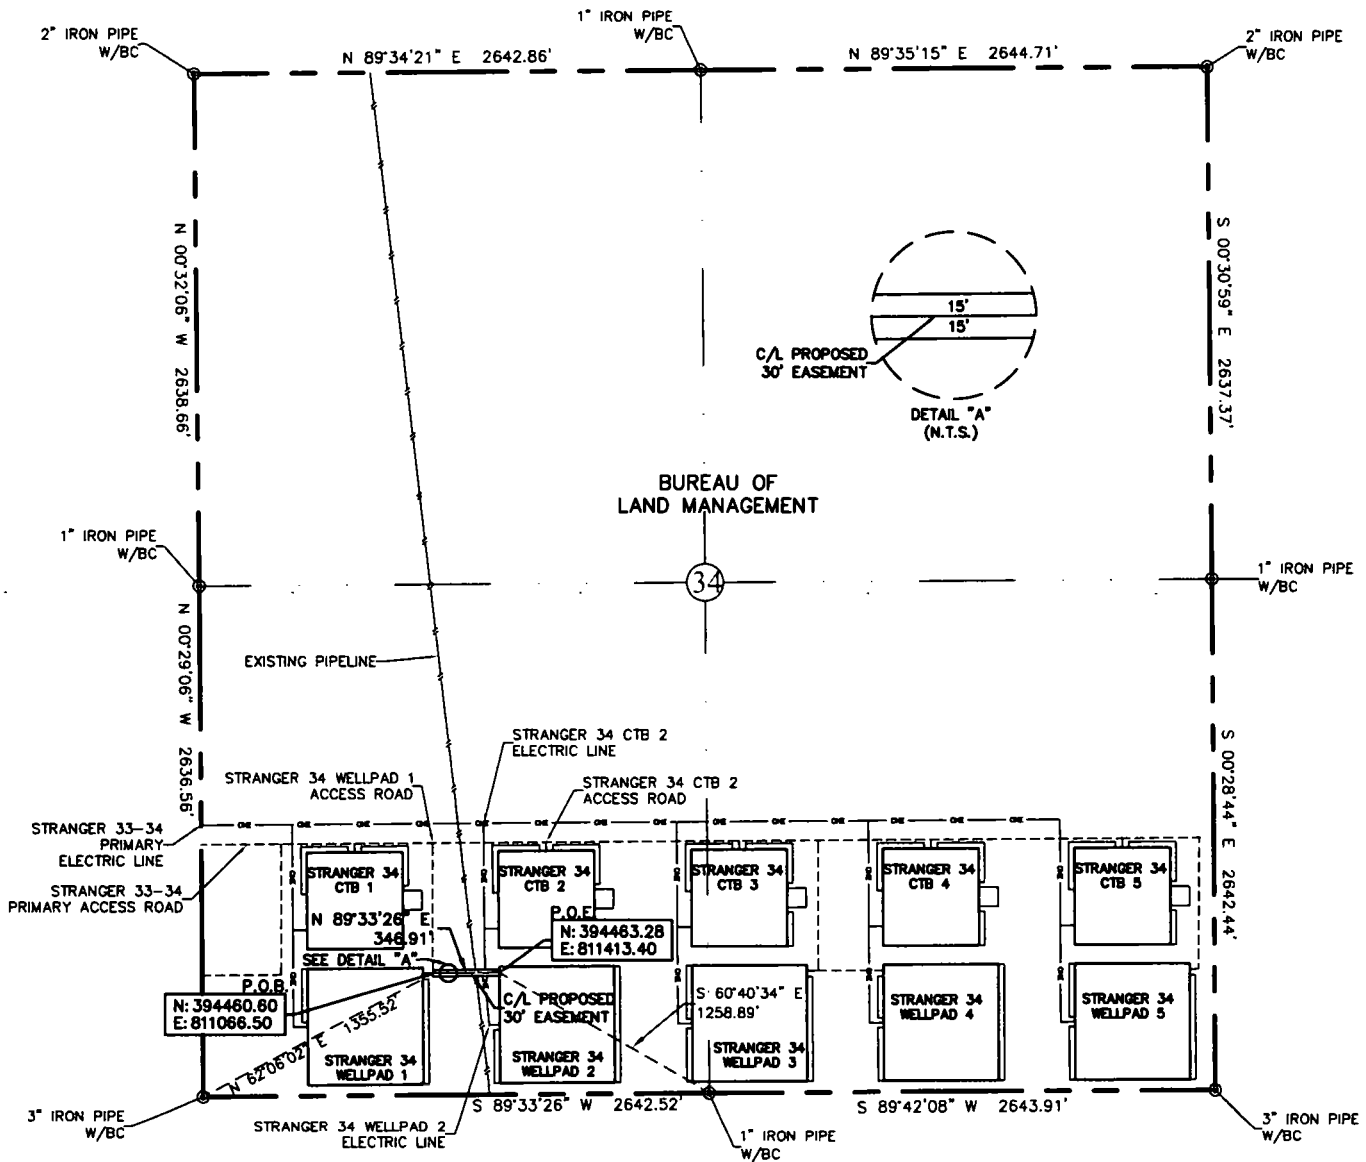 2" IRON PIPE
W/BC
N 89°34'21" E 2642.86'
1" IRON PIPE
W/BC
N 89°35'15" E 2644.71'
2" IRON PIPE
W/BC
N 00°32'06" W 2638.66'
S 00°30'59" E 2637.37'
15'
15'
C/L PROPOSED
30' EASEMENT
DETAIL "A"
(N.T.S.)
BUREAU OF
LAND MANAGEMENT
34
1" IRON PIPE
W/BC
1" IRON PIPE
W/BC
N 00°29'06" W 2636.56'
S 00°28'44" E 2642.44'
EXISTING PIPELINE
STRANGER 34 CTB 2
ELECTRIC LINE
STRANGER 34 WELLPAD 1
ACCESS ROAD
STRANGER 34 CTB 2
ACCESS ROAD
STRANGER 33-34
PRIMARY
ELECTRIC LINE
STRANGER 33-34
PRIMARY ACCESS ROAD
STRANGER 34
CTB 1
STRANGER 34
CTB 2
STRANGER 34
CTB 3
STRANGER 34
CTB 4
STRANGER 34
CTB 5
N 89°33'26" E
346.91'
P.O.E.
N: 394463.28
E: 811413.40
SEE DETAIL "A"
P.O.B.
N: 394460.60
E: 811066.50
C/L PROPOSED
30' EASEMENT
N 62°06'02" E 1355.52'
S 60°40'34" E
1258.89'
STRANGER 34
WELLPAD 1
STRANGER 34
WELLPAD 2
STRANGER 34
WELLPAD 3
STRANGER 34
WELLPAD 4
STRANGER 34
WELLPAD 5
3" IRON PIPE
W/BC
S 89°33'26" W 2642.52'
S 89°42'08" W 2643.91'
STRANGER 34 WELLPAD 2
ELECTRIC LINE
1" IRON PIPE
W/BC
3" IRON PIPE
W/BC